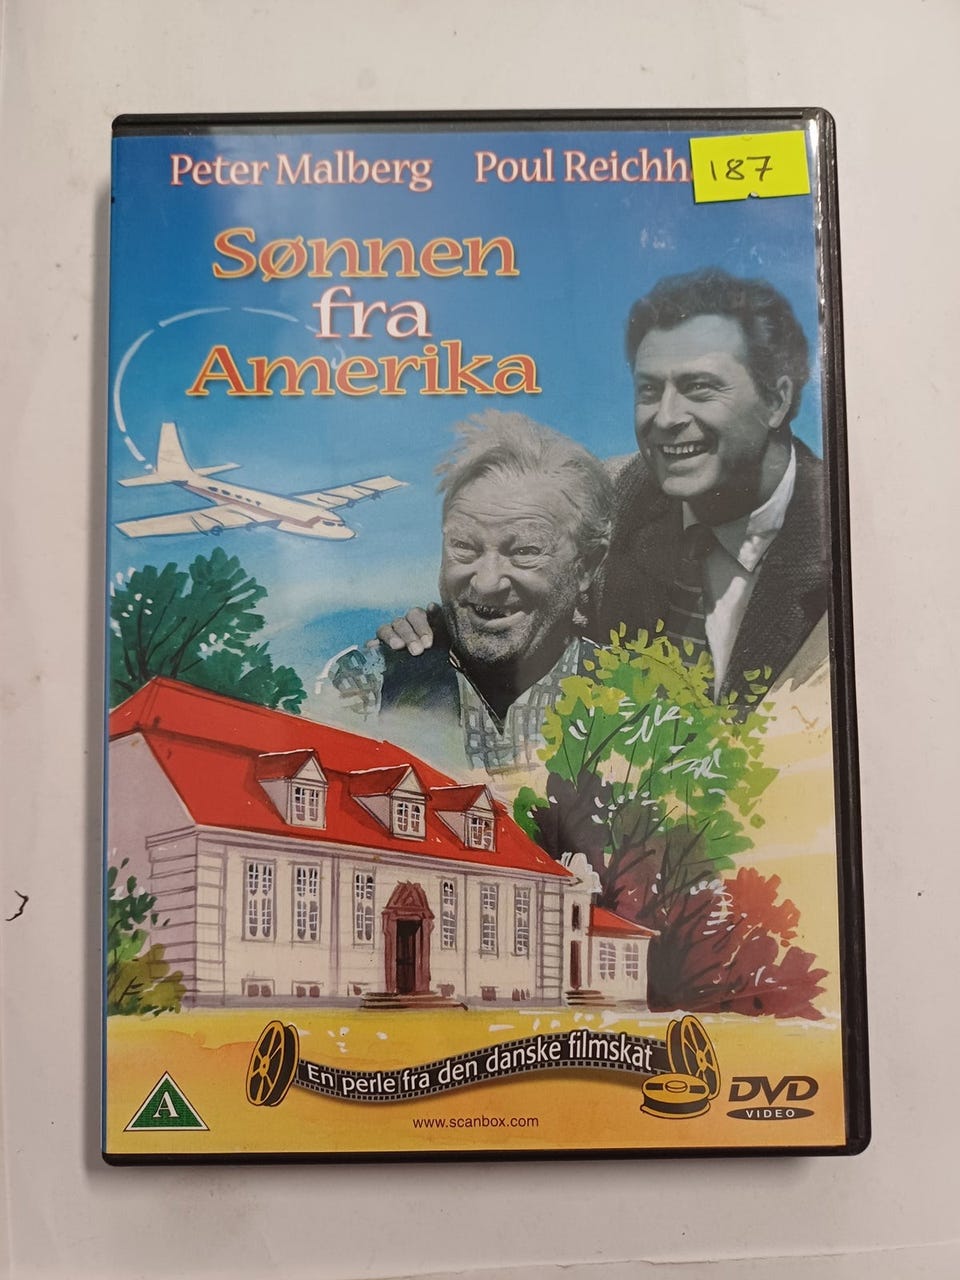 Peter Malberg Poul Reichh
187
Sønnen
fra
Amerika
En perle fra den danske filmskat
A
DVD
VIDEO
www.scanbox.com